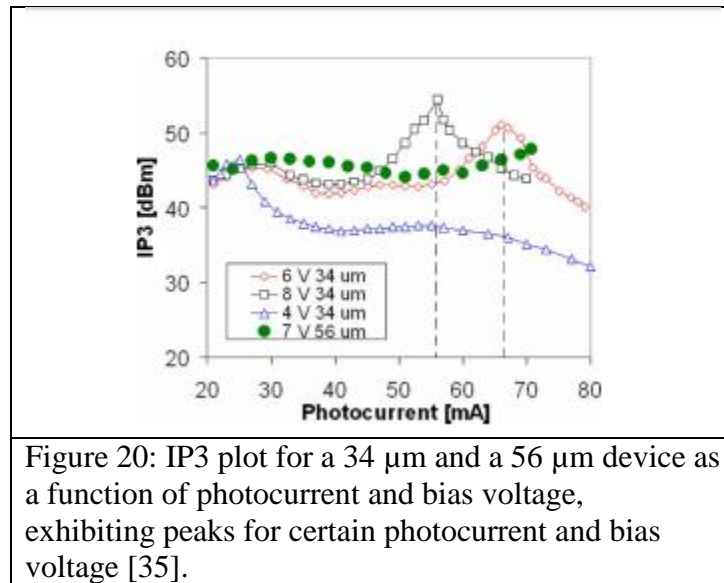 60
50
40
30
20
IP3 [dBm]
6 V 34 um
8 V 34 um
4 V 34 um
7 V 56 um
20 30 40 50 60 70 80
Photocurrent [mA]
Figure 20: IP3 plot for a 34 μm and a 56 μm device as
a function of photocurrent and bias voltage,
exhibiting peaks for certain photocurrent and bias
voltage [35].